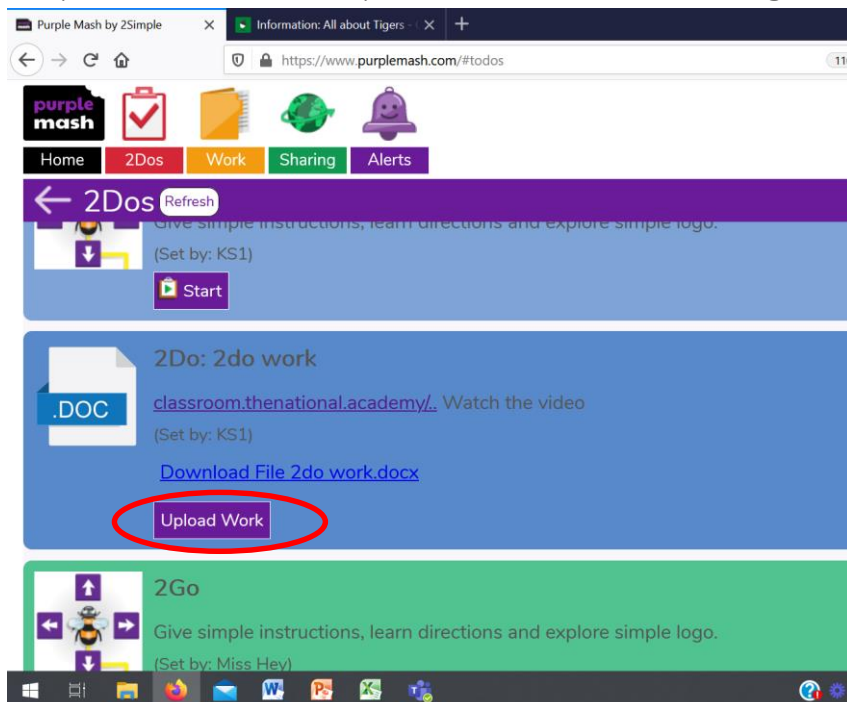 Purple Mash by 2Simple
Information: All about Tigers -
https://www.purplemash.com/#todos
purple
mash
Home
2Dos
Work
Sharing
Alerts
2Dos Refresh
Give simple instructions, learn directions and explore simple logo.
(Set by: KS1)
Start
2Do: 2do work
.DOC
classroom.thenational.academy/.. Watch the video
(Set by: KS1)
Download File 2do work.docx
Upload Work
2Go
Give simple instructions, learn directions and explore simple logo.
(Set by: Miss Hey)